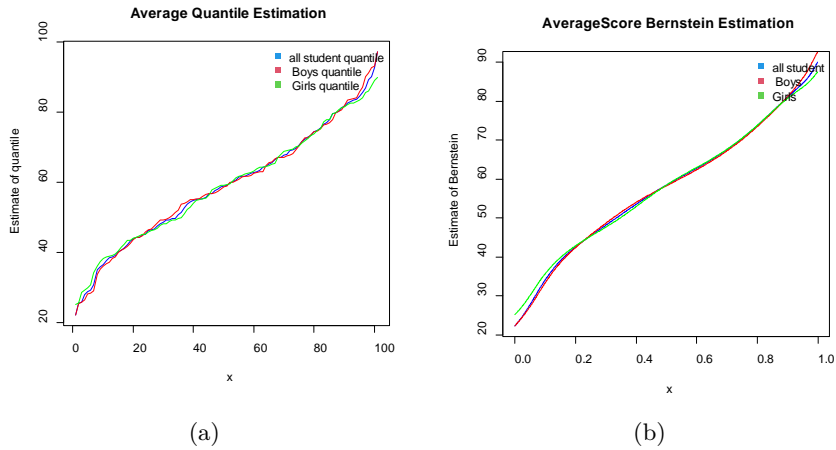 Average Quantile Estimation
100
80
60
40
20
Estimate of quantile
all student quantile
Boys quantile
Girls quantile
0 20 40 60 80 100
x
(a)
AverageScore Bernstein Estimation
90
80
70
60
50
40
30
20
Estimate of Bernstein
all student
Boys
Girls
0.0 0.2 0.4 0.6 0.8 1.0
x
(b)